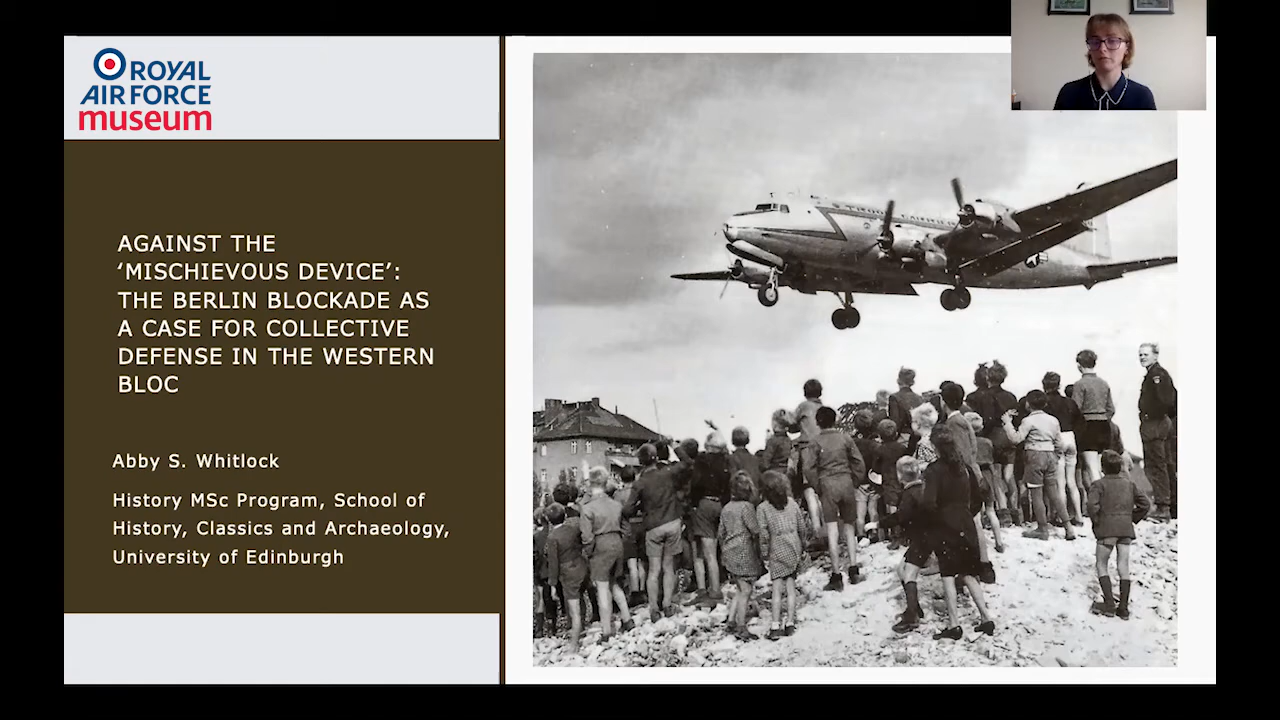 ROYAL
AIR FORCE
museum
AGAINST THE
‘MISCHIEVOUS DEVICE’:
THE BERLIN BLOCKADE AS
A CASE FOR COLLECTIVE
DEFENSE IN THE WESTERN
BLOC
Abby S. Whitlock
History MSc Program, School of
History, Classics and Archaeology,
University of Edinburgh